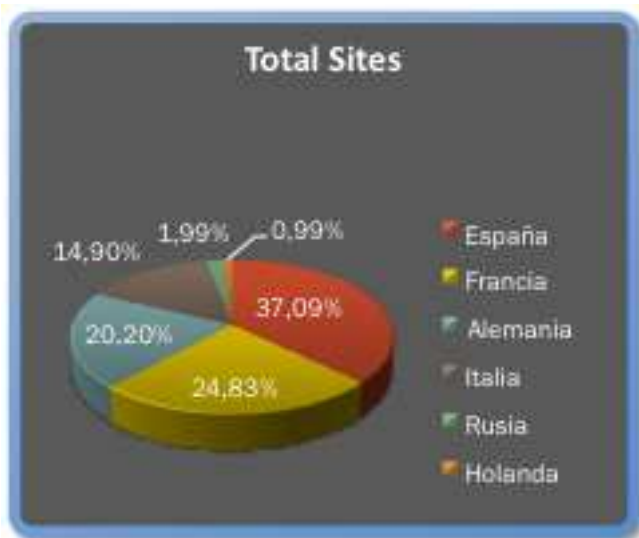 Total Sites
1,99% 0,99%
14,90%
37,09%
20.20%
24,83%
España
Francia
Alemania
Italia
Rusia
Holanda